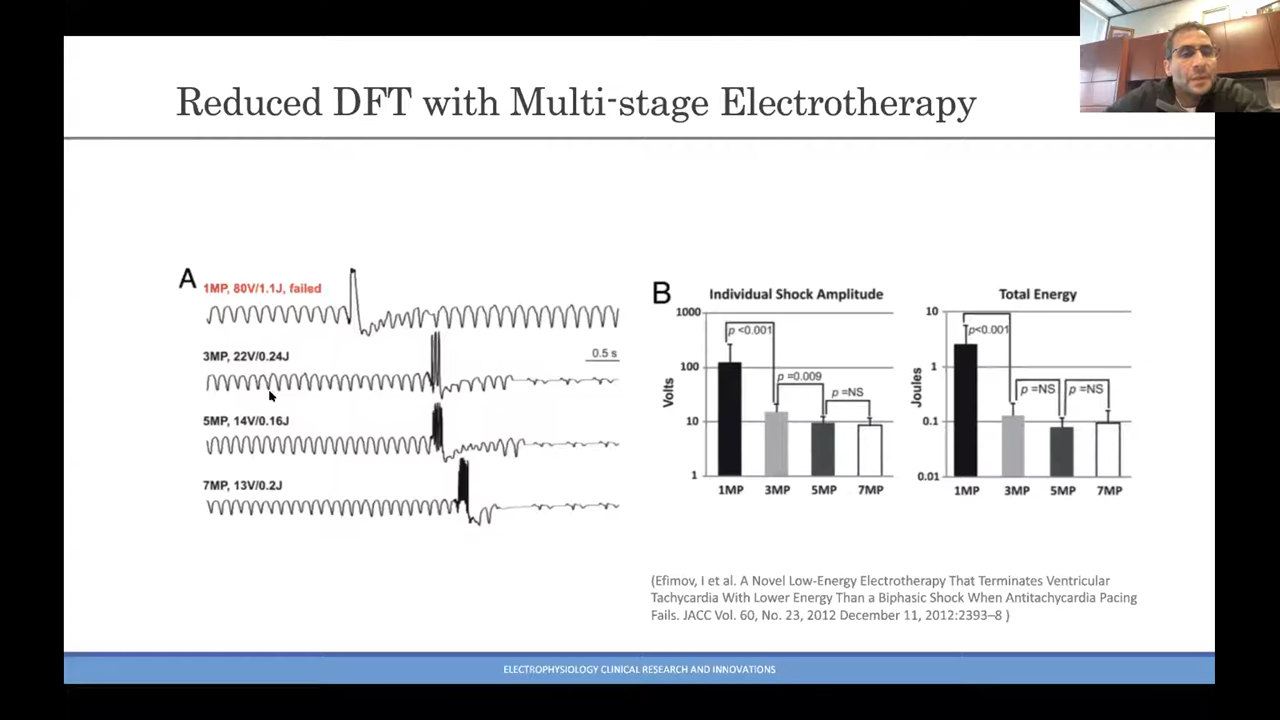 Reduced DFT with Multi-stage Electrotherapy
A
1MP, 80V/1.1J, failed
3MP, 22V/0.24J
0.5 s
5MP, 14V/0.16J
7MP, 13V/0.2J
B
Individual Shock Amplitude
Volts
1000
100
10
1
p <0.001
p =0.009
p =NS
1MP 3MP 5MP 7MP
Total Energy
Joules
10
1
0.1
0.01
p<0.001
p =NS
p =NS
1MP 3MP 5MP 7MP
(Efimov, I et al. A Novel Low-Energy Electrotherapy That Terminates Ventricular
Tachycardia With Lower Energy Than a Biphasic Shock When Antitachycardia Pacing
Fails. JACC Vol. 60, No. 23, 2012 December 11, 2012:2393–8 )
ELECTROPHYSIOLOGY CLINICAL RESEARCH AND INNOVATIONS